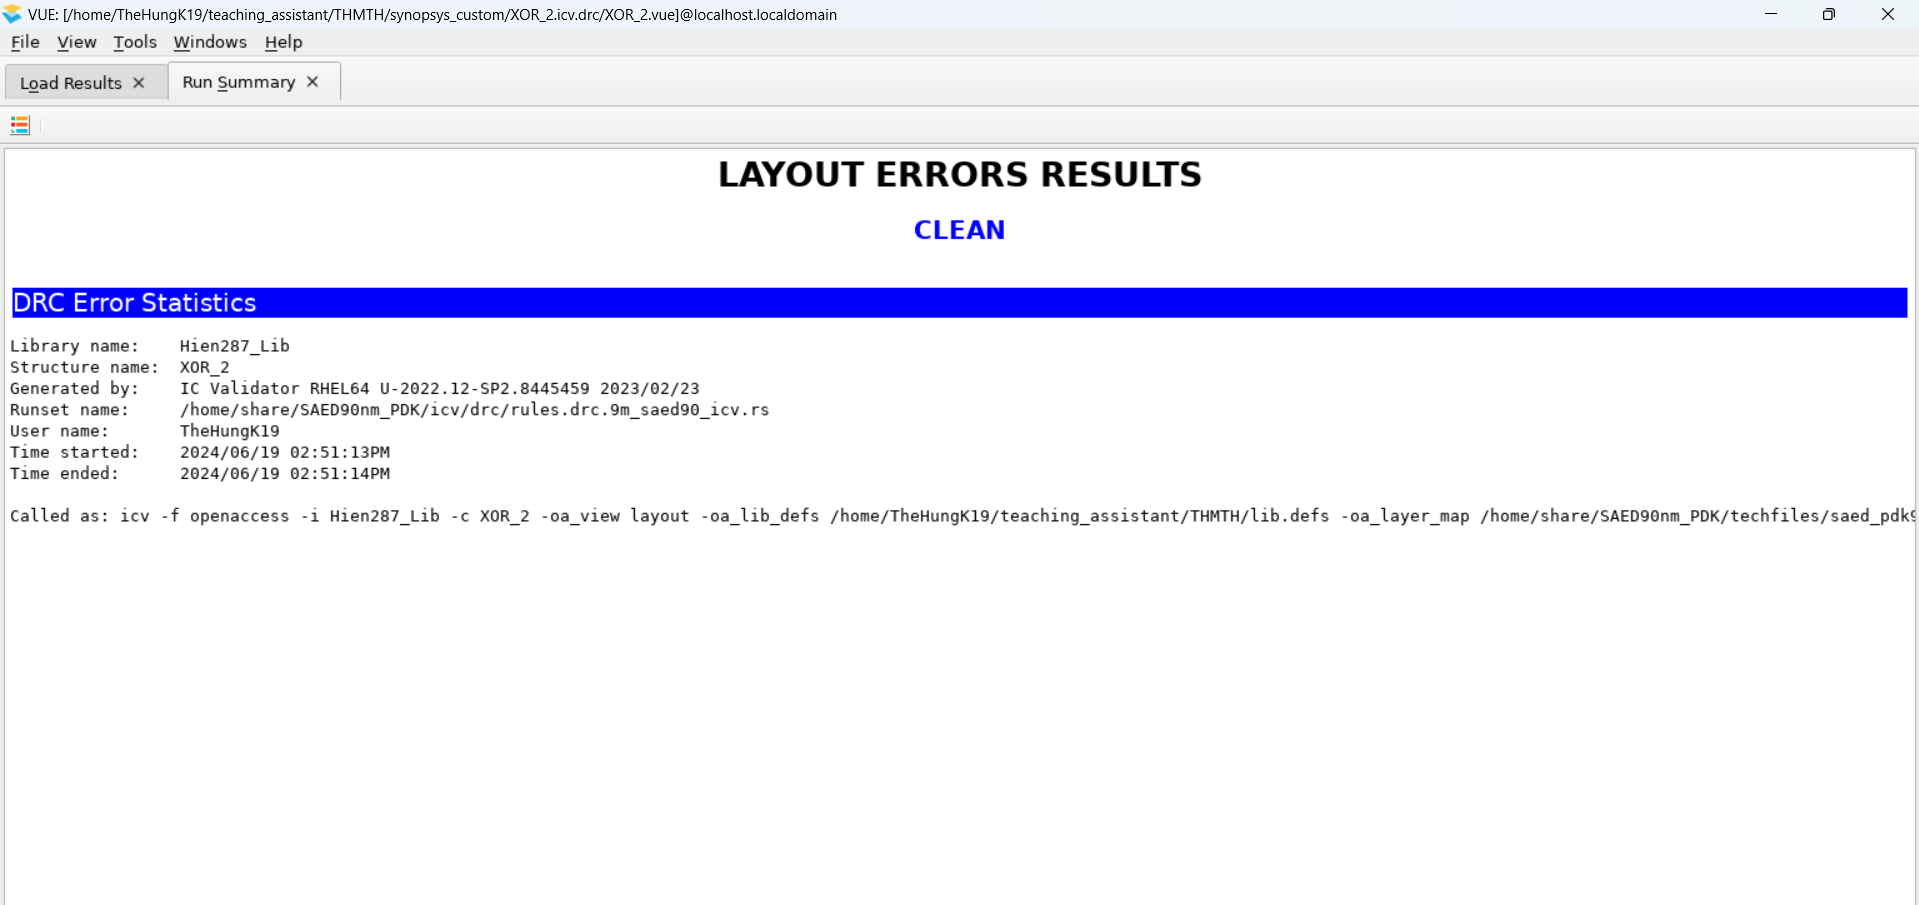 VUE: [/home/TheHungK19/teaching_assistant/THMTH/synopsys_custom/XOR_2.icv.drc/XOR_2.vue]@localhost.localdomain
File View Tools Windows Help
Load Results Run Summary
LAYOUT ERRORS RESULTS
CLEAN
DRC Error Statistics
Library name: Hien287_Lib
Structure name: XOR_2
Generated by: IC Validator RHEL64 U-2022.12-SP2.8445459 2023/02/23
Runset name: /home/share/SAED90nm_PDK/icv/drc/rules.drc.9m_saed90_icv.rs
User name: TheHungK19
Time started: 2024/06/19 02:51:13PM
Time ended: 2024/06/19 02:51:14PM
Called as: icv -f openaccess -i Hien287_Lib -c XOR_2 -oa_view layout -oa_lib_defs /home/TheHungK19/teaching_assistant/THMTH/lib.defs -oa_layer_map /home/share/SAED90nm_PDK/techfiles/saed_pdk9